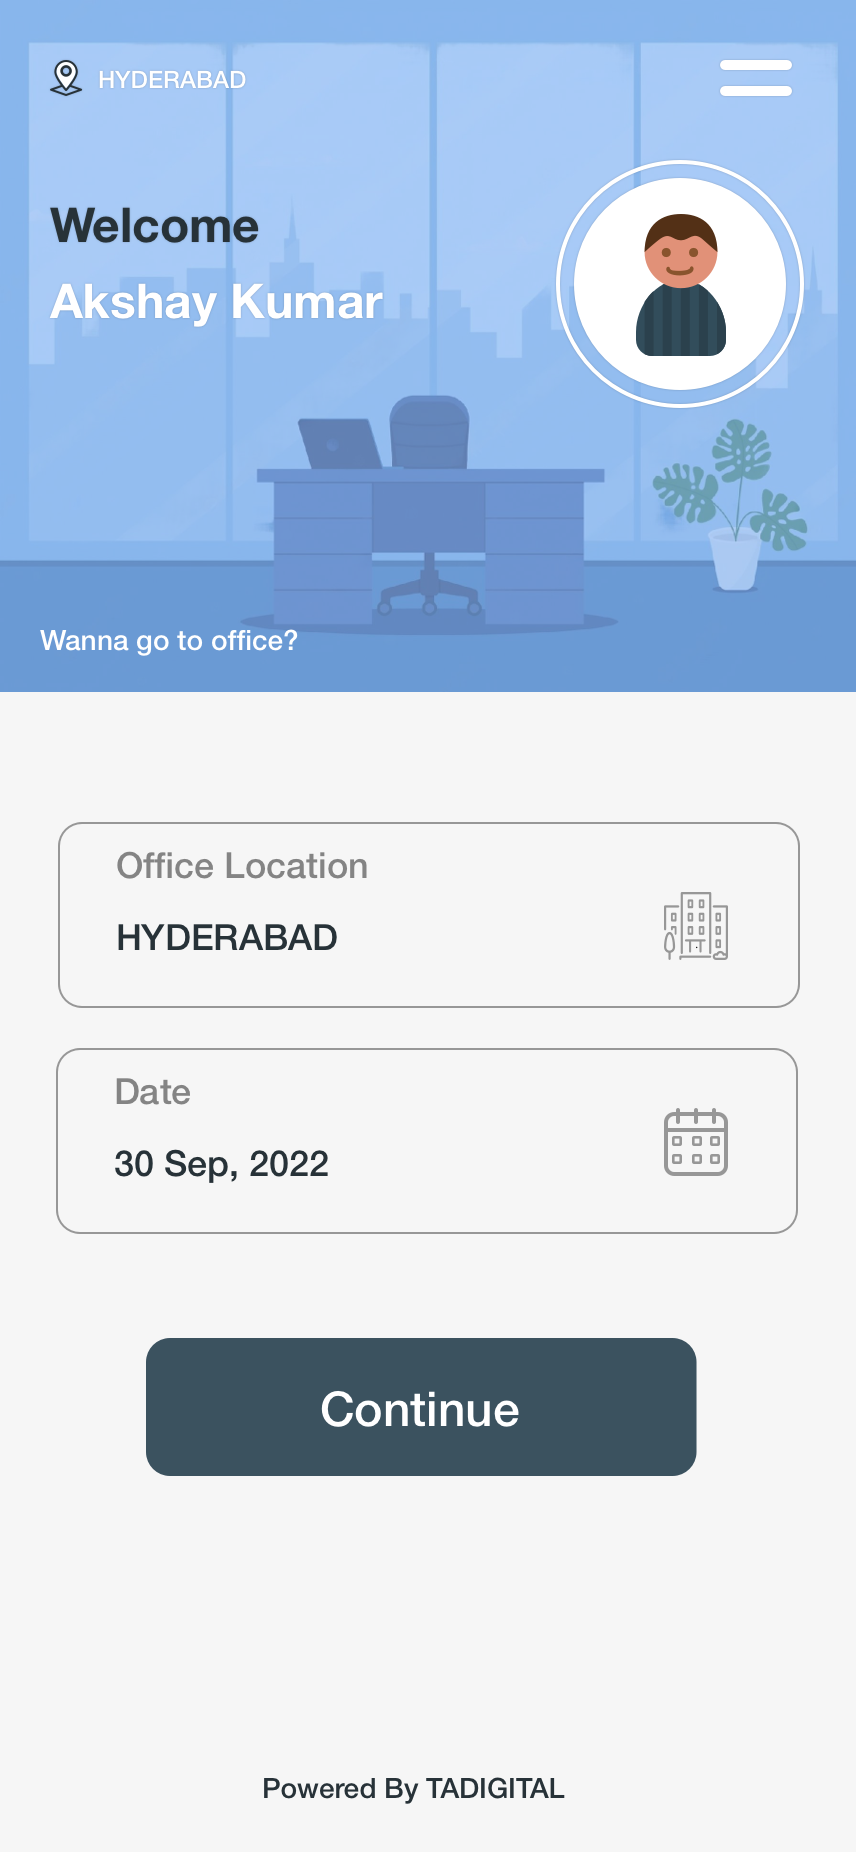 HYDERABAD
Welcome
Akshay Kumar
Wanna go to office?
Office Location
HYDERABAD
Date
30 Sep, 2022
Continue
Powered By TADIGITAL